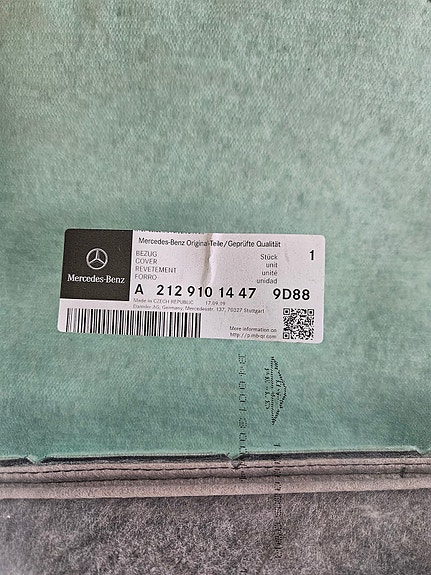 Mercedes-Benz
Mercedes-Benz Original-Teile/Geprüfte Qualität
BEZUG
COVER
REVETEMENT
FORRO
Stück
unit
unité
unidad
1
A 212 910 14 47 9D88
Made in CZECH REPUBLIC 17.09.19
Daimler AG, Germany, Mercedesstr. 137, 70327 Stuttgart
More information on
http://p.mb-qr.com